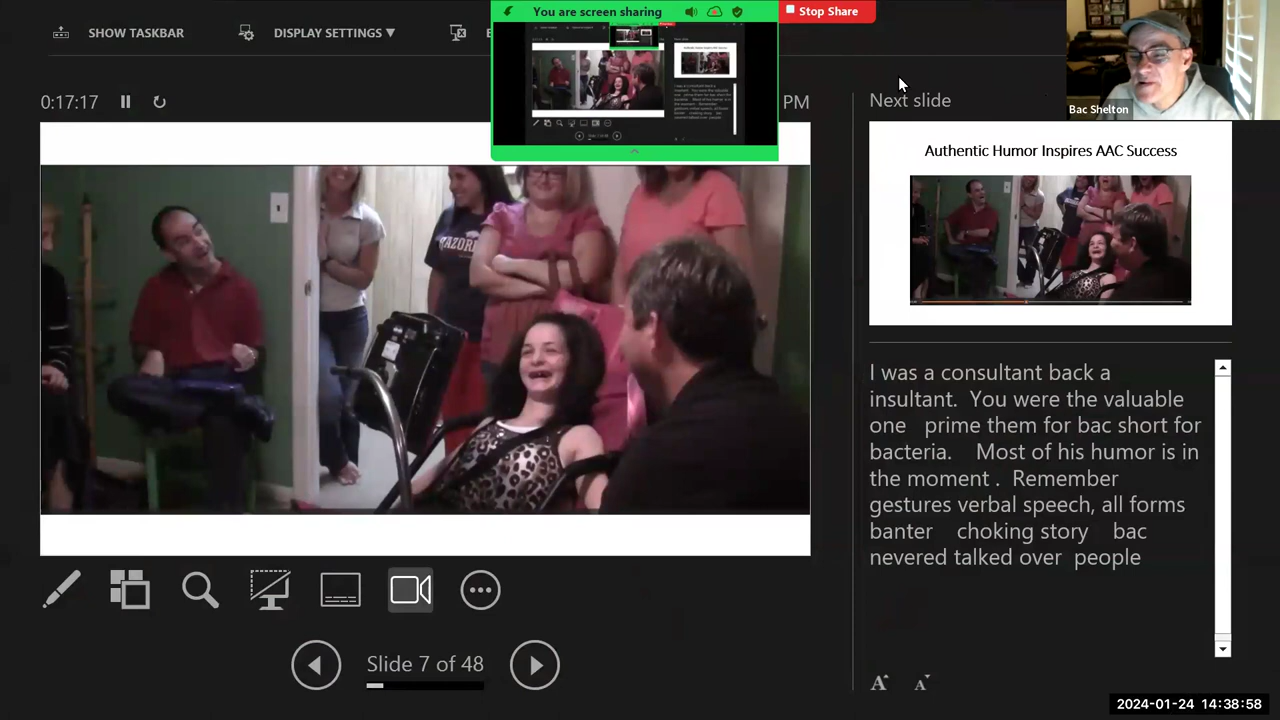 You are screen sharing
Stop Share
DISPLAY SETTINGS ▼
0:17:17
PM
Next slide
Bac Shelton
Authentic Humor Inspires AAC Success
I was a consultant back a
insultant. You were the valuable
one prime them for bac short for
bacteria. Most of his humor is in
the moment . Remember
gestures verbal speech, all forms
banter choking story bac
nevered talked over people
Slide 7 of 48
2024-01-24 14:38:58